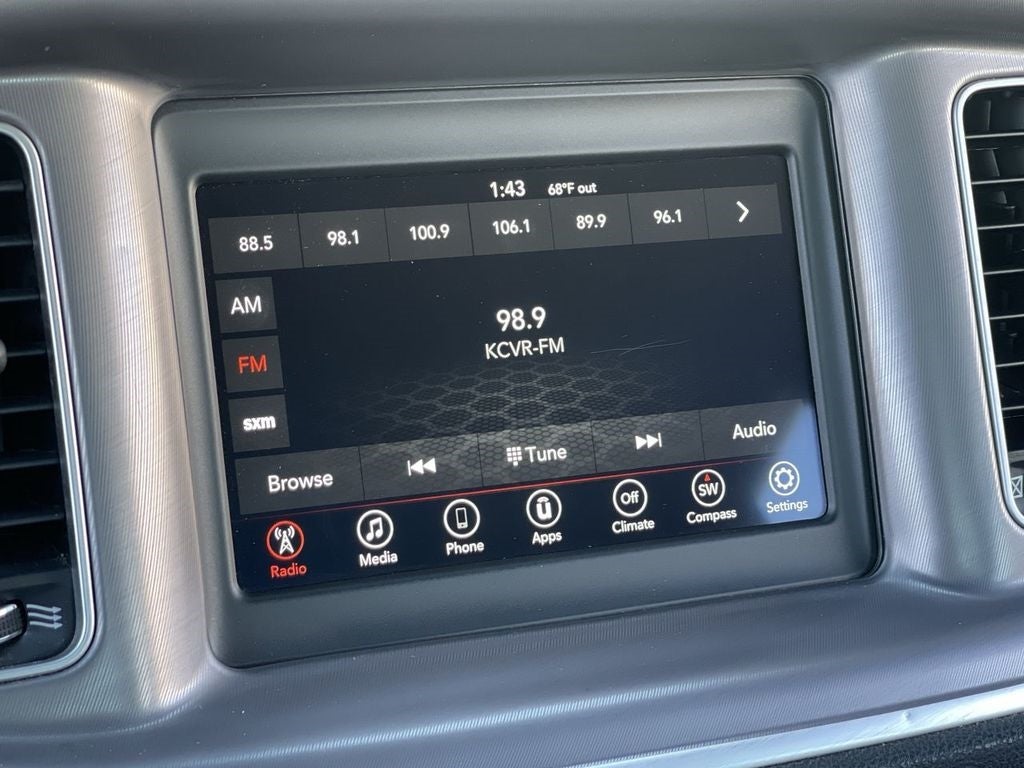 1:43 68°F out
88.5 98.1 100.9 106.1 89.9 96.1
AM
FM
sxm
98.9
KCVR-FM
Browse Tune Audio
Off SW
Radio Media Phone Apps Climate Compass Settings